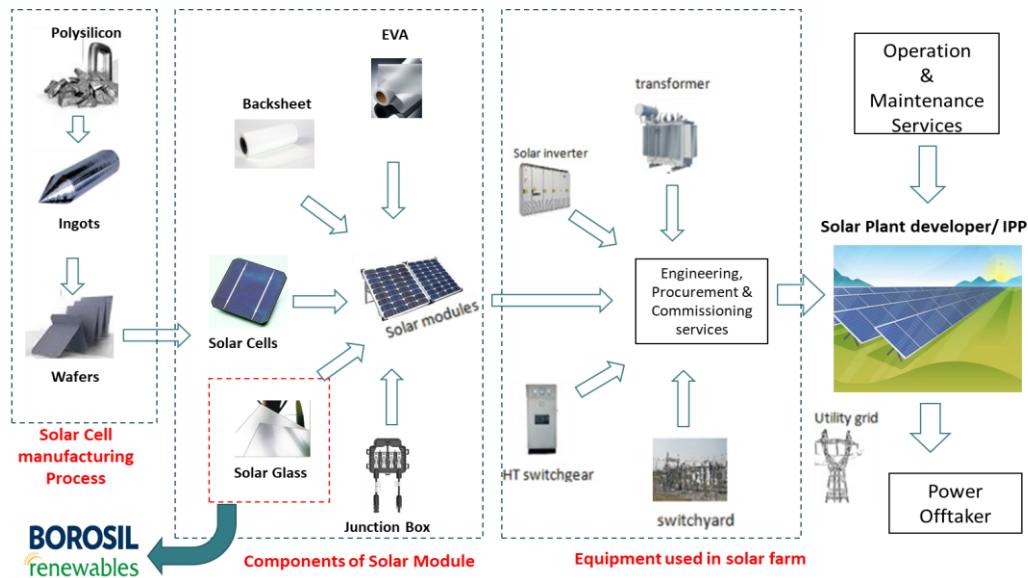 Polysilicon
Ingots
Wafers
Solar Cell
manufacturing
Process
EVA
Backsheet
Solar Cells
Solar modules
Solar Glass
Junction Box
BOROSIL
renewables
Components of Solar Module
transformer
Solar inverter
Engineering,
Procurement &
Commissioning
services
HT switchgear
switchyard
Equipment used in solar farm
Operation
&
Maintenance
Services
Solar Plant developer/ IPP
Utility grid
Power
Offtaker